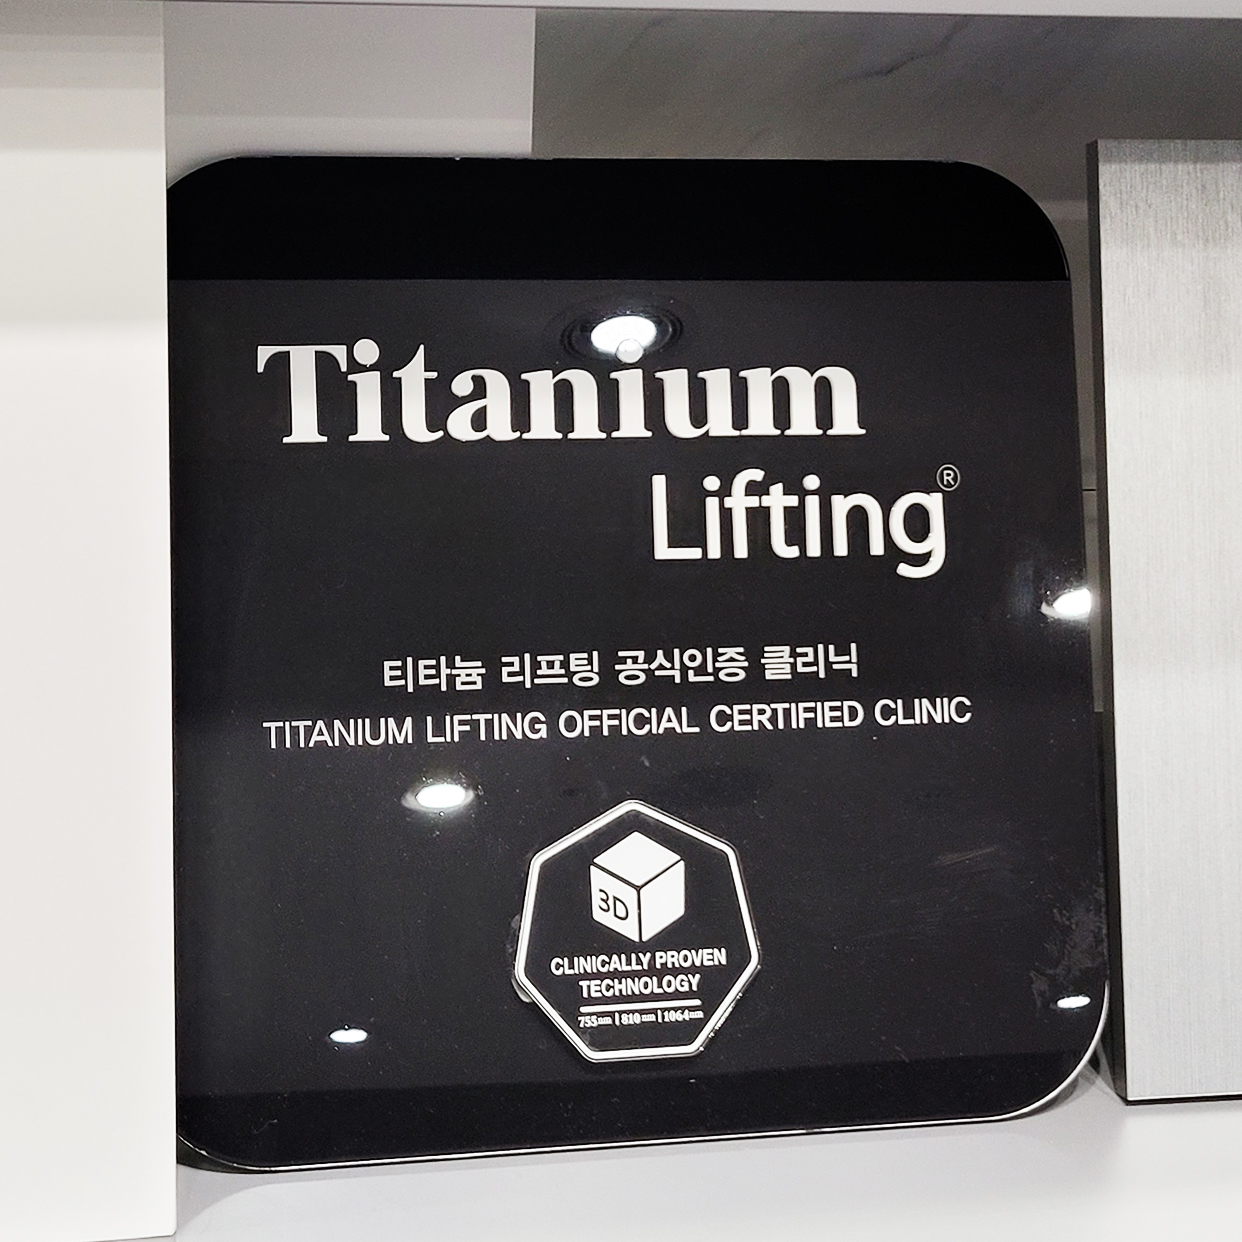 Titanium
Lifting®
티타늄 리프팅 공식인증 클리닉
TITANIUM LIFTING OFFICIAL CERTIFIED CLINIC
3D
CLINICALLY PROVEN
TECHNOLOGY
755nm | 810nm | 1064nm